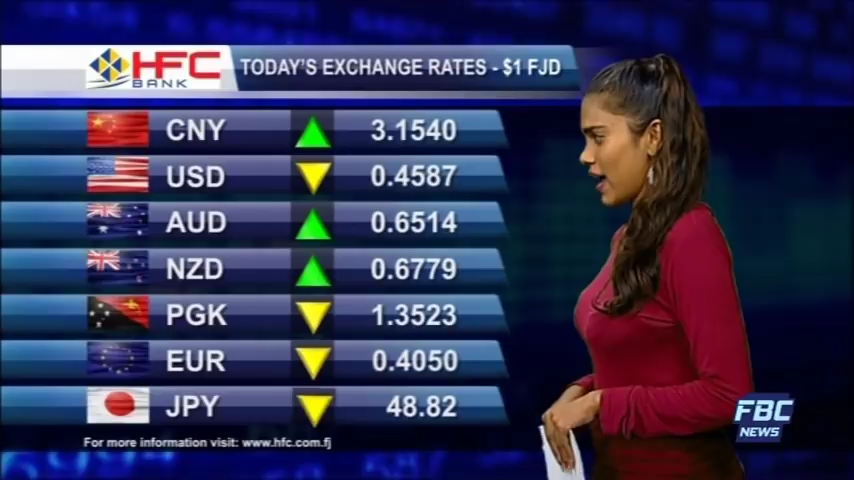 HFC
BANK
TODAY'S EXCHANGE RATES - $1 FJD
CNY 3.1540
USD 0.4587
AUD 0.6514
NZD 0.6779
PGK 1.3523
EUR 0.4050
JPY 48.82
For more information visit: www.hfc.com.fj
FBC
NEWS